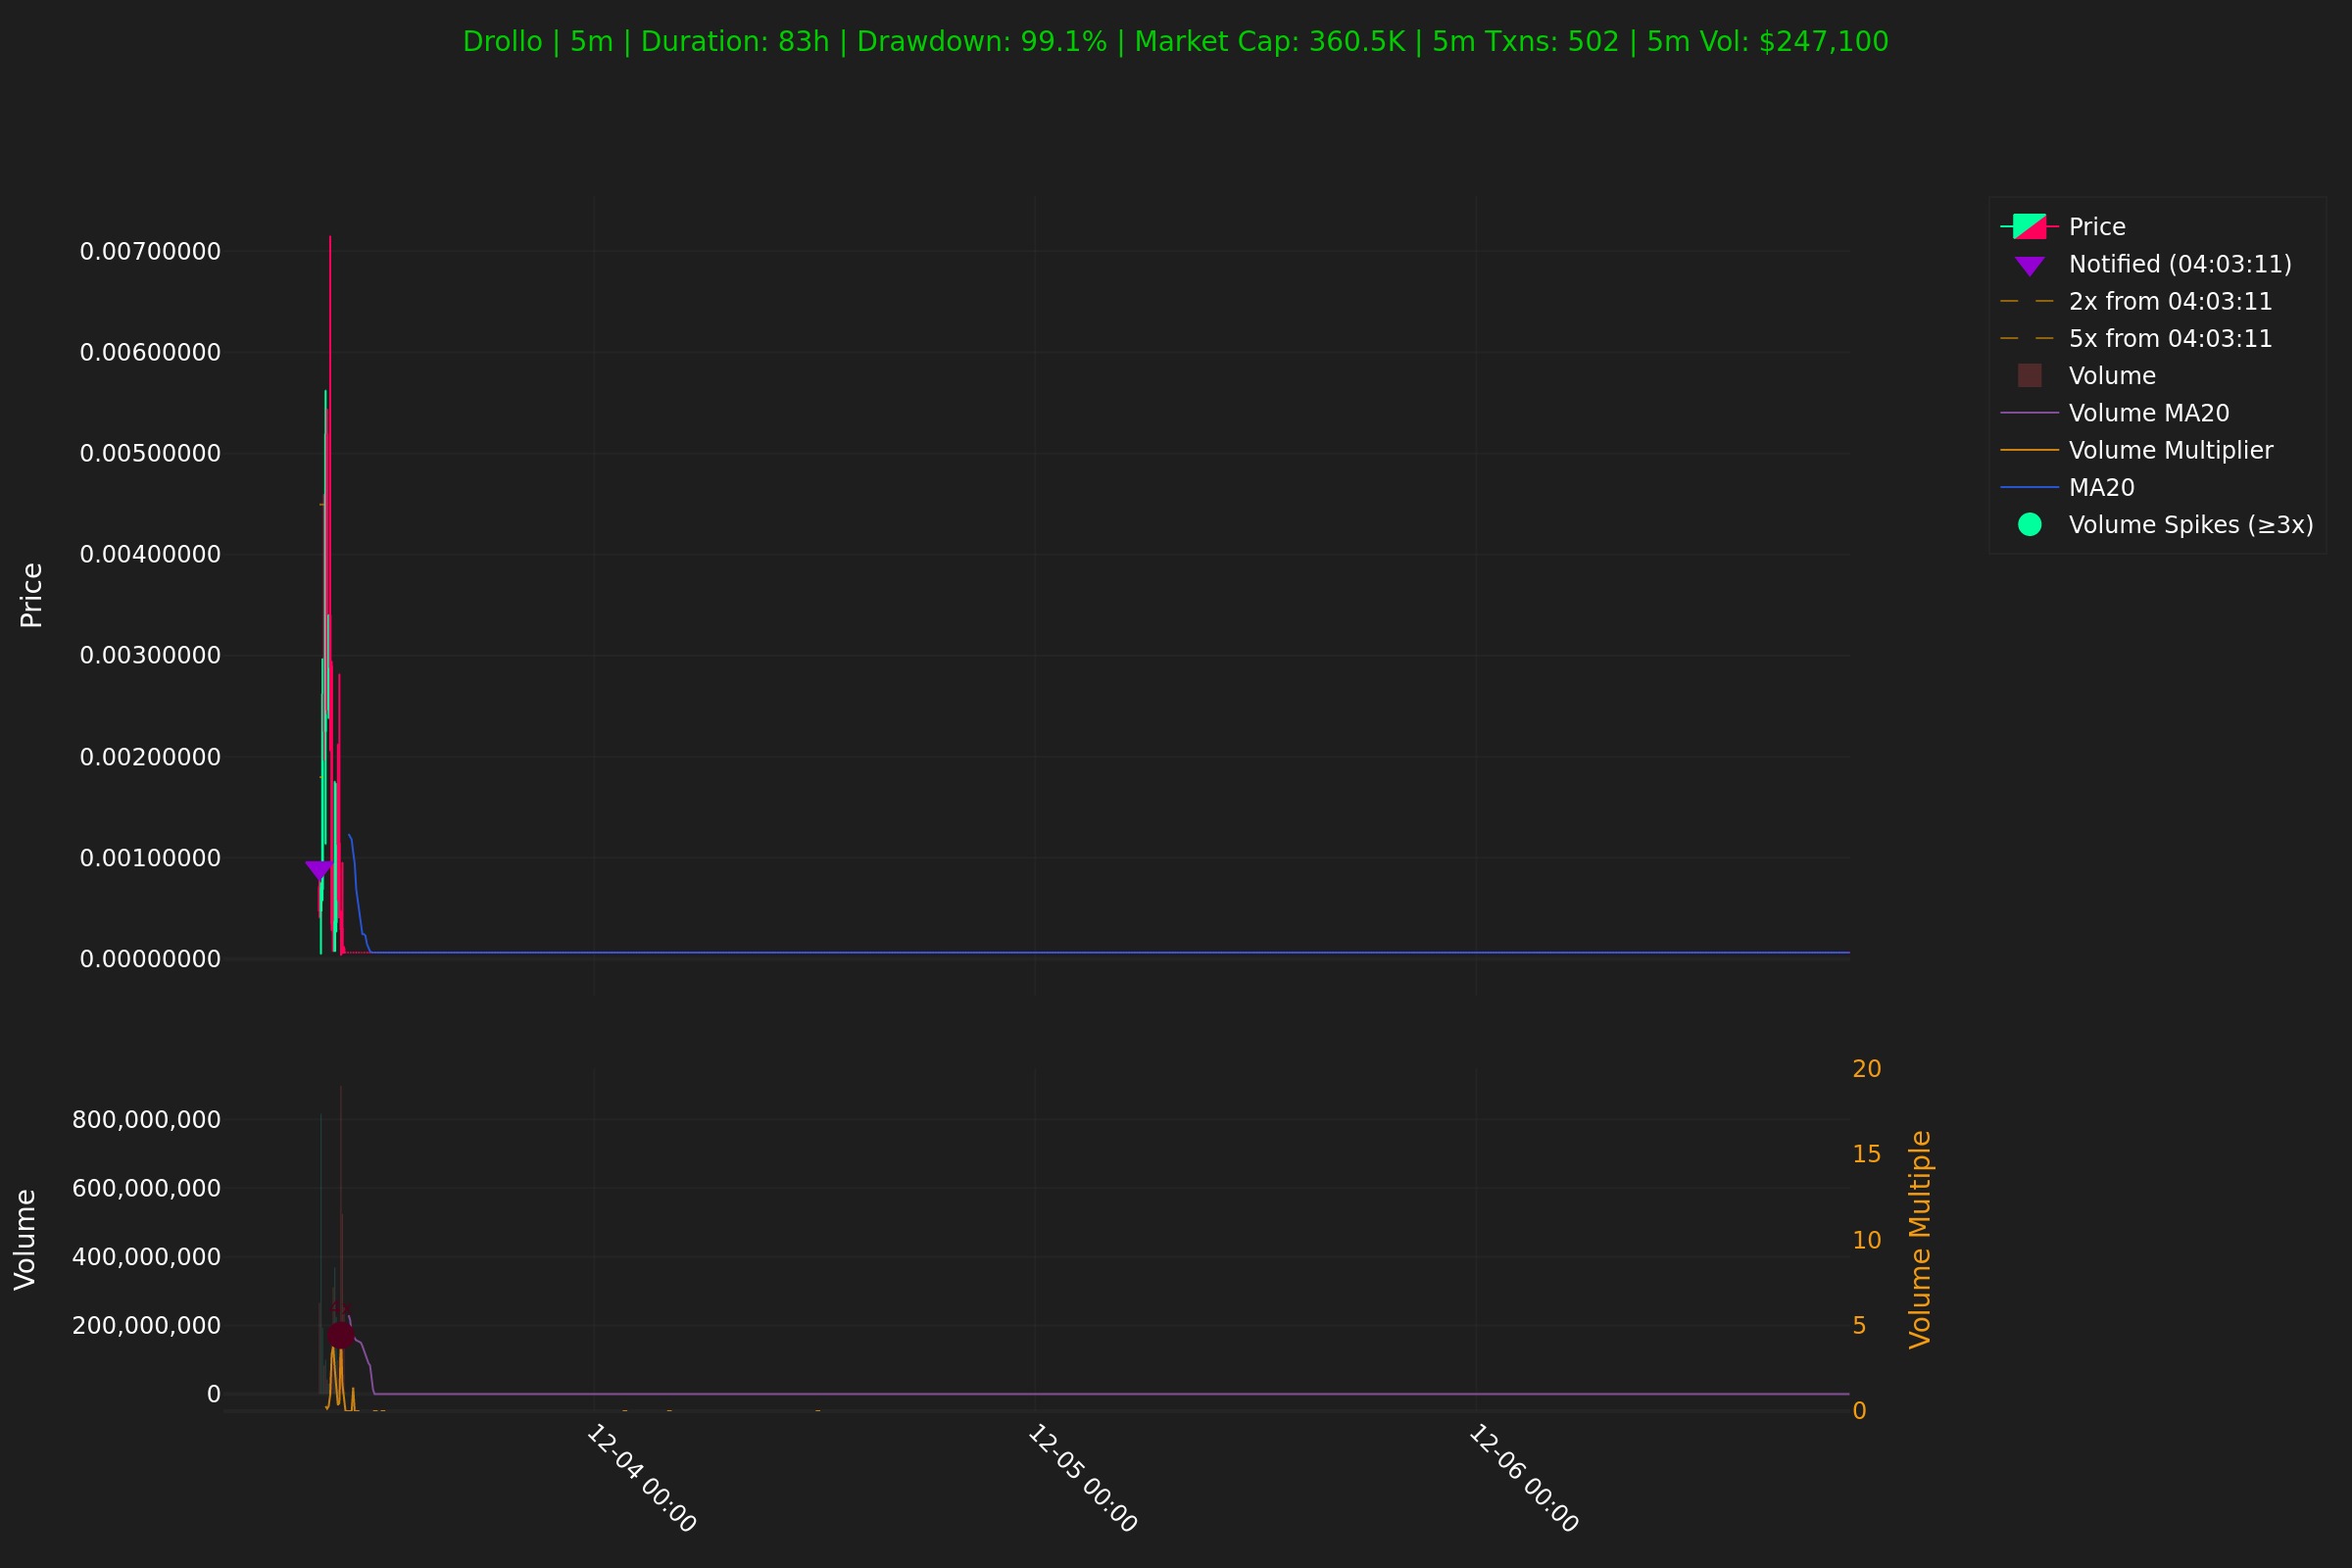 Drollo | 5m | Duration: 83h | Drawdown: 99.1% | Market Cap: 360.5K | 5m Txns: 502 | 5m Vol: $247,100
Price
0.00700000
0.00600000
0.00500000
0.00400000
0.00300000
0.00200000
0.00100000
0.00000000
Price
Notified (04:03:11)
2x from 04:03:11
5x from 04:03:11
Volume
Volume MA20
Volume Multiplier
MA20
Volume Spikes (≥3x)
Volume
800,000,000
600,000,000
400,000,000
200,000,000
0
20
15
10
5
0
Volume Multiple
12-04 00:00
12-05 00:00
12-06 00:00